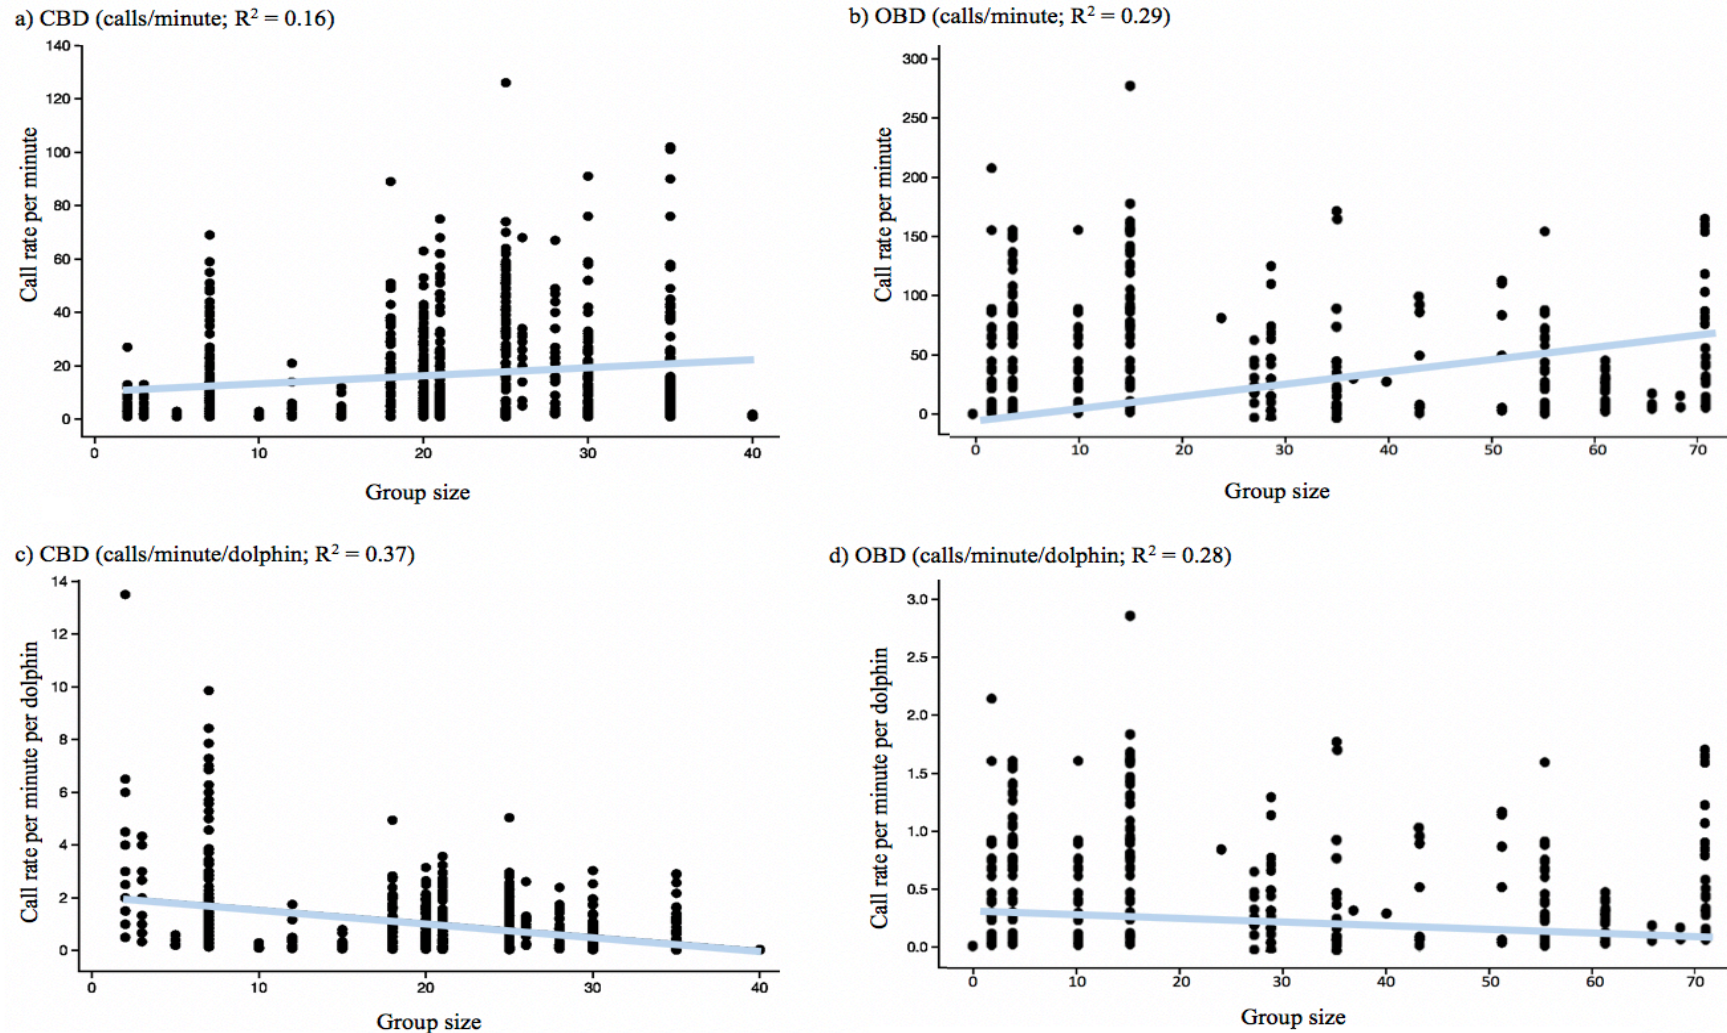 a) CBD (calls/minute; R² = 0.16)
140
120
100
80
60
40
20
0
Call rate per minute
0 10 20 30 40
Group size
b) OBD (calls/minute; R² = 0.29)
300
250
200
150
100
50
0
Call rate per minute
0 10 20 30 40 50 60 70
Group size
c) CBD (calls/minute/dolphin; R² = 0.37)
14
12
10
8
6
4
2
0
Call rate per minute per dolphin
0 10 20 30 40
Group size
d) OBD (calls/minute/dolphin; R² = 0.28)
3.0
2.5
2.0
1.5
1.0
0.5
0.0
Call rate per minute per dolphin
0 10 20 30 40 50 60 70
Group size